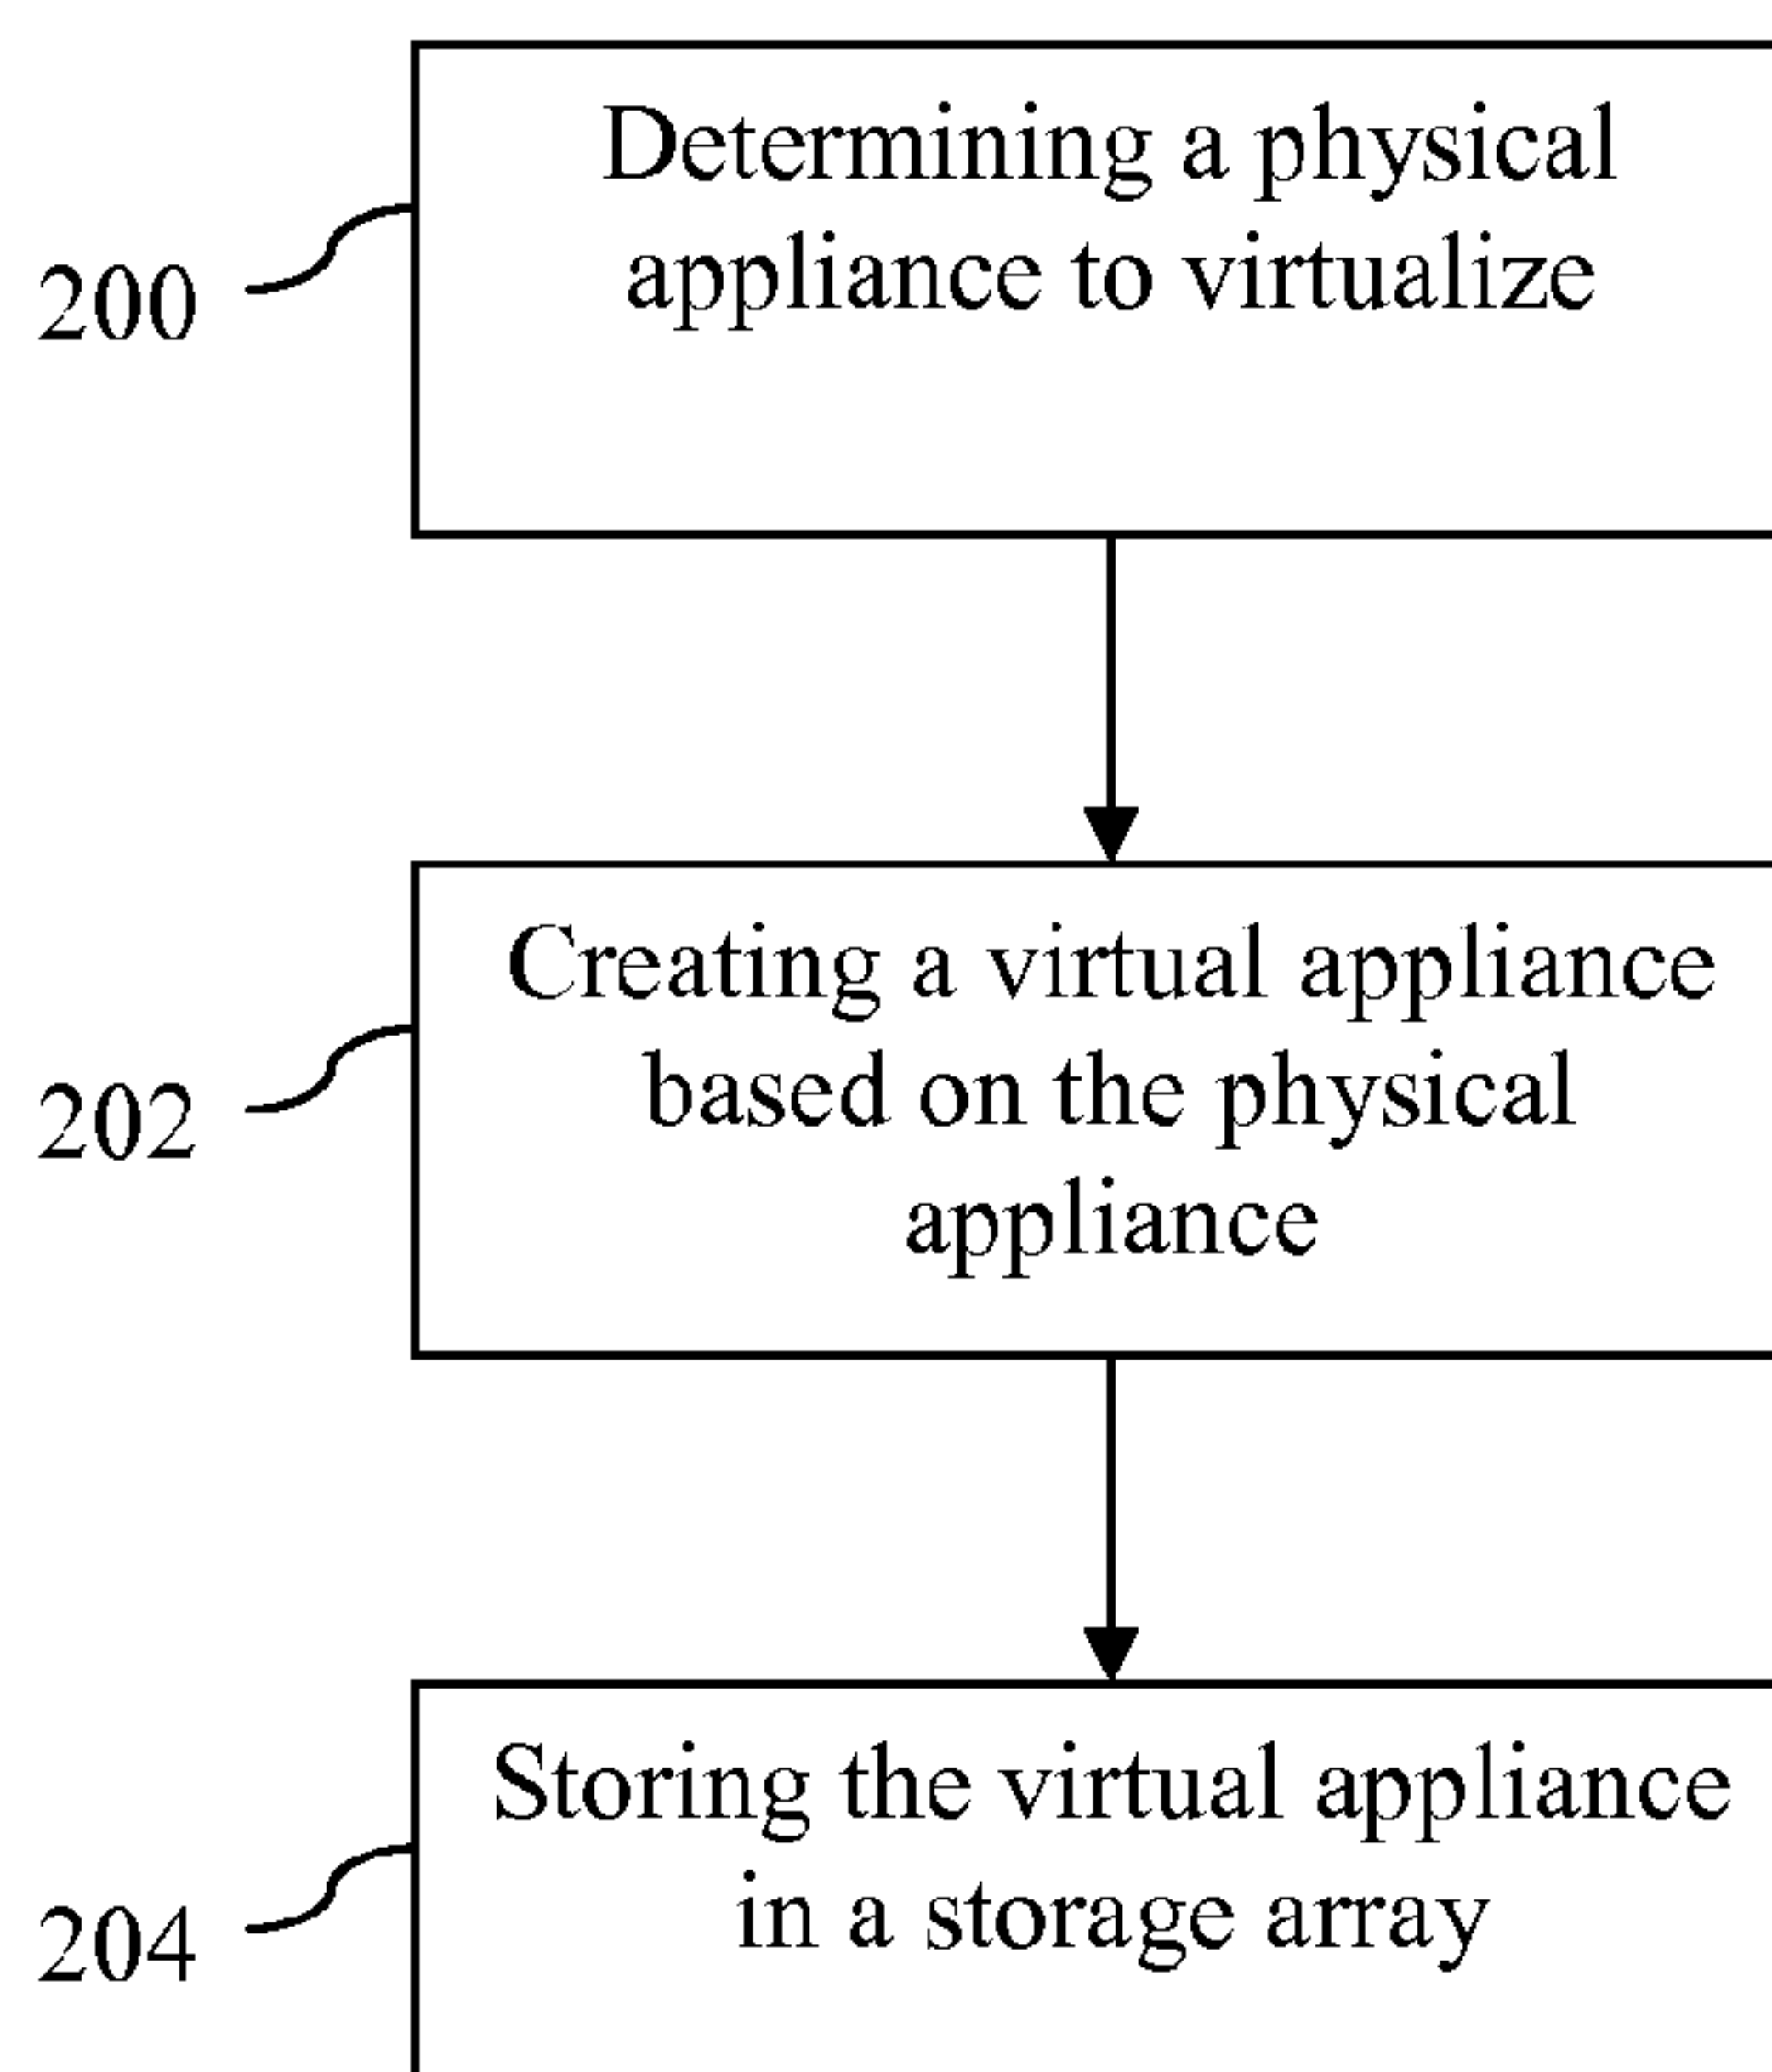 Determining a physical
appliance to virtualize
200
Creating a virtual appliance
based on the physical
appliance
202
Storing the virtual appliance
in a storage array
204